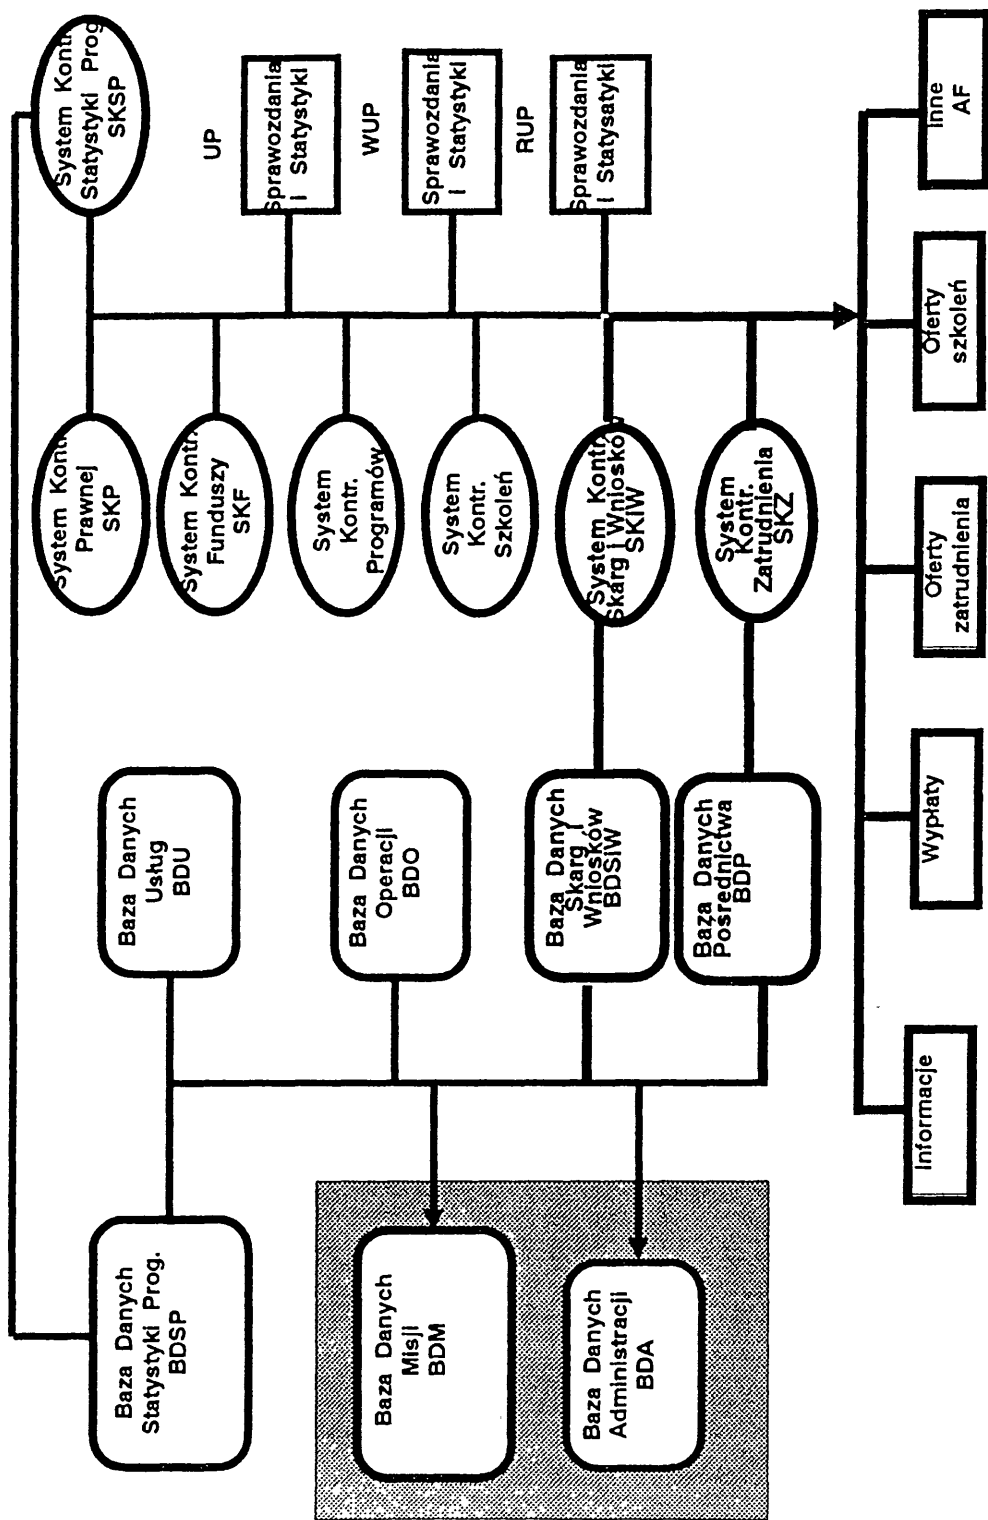 Baza Danych
Statystyki Prog.
BDSP
Baza Danych
Usług
BDU
System Kontr
Prawnej
SKP
System Kontr
Statystyki Prog
SKSP
System Kontr.
Funduszy
SKF
UP
Sprawozdania
I Statystyki
Baza Danych
Misji
BDM
Baza Danych
Operacji
BDO
System
Kontr.
Programów
WUP
Sprawozdania
I Statystyki
System
Kontr.
Szkoleń
RUP
Sprawozdania
I Statysatyki
Baza Danych
Administracji
BDA
Baza Danych
Skarg i
Wniosków
BDSiW
System Kontr
Skarg i Wniosków
SKiW
Baza Danych
Posrednictwa
BDP
System
Kontr.
Zatrudnienia
SKZ
Informacje
Wypłaty
Oferty
zatrudnienia
Oferty
szkoleń
Inne
AF